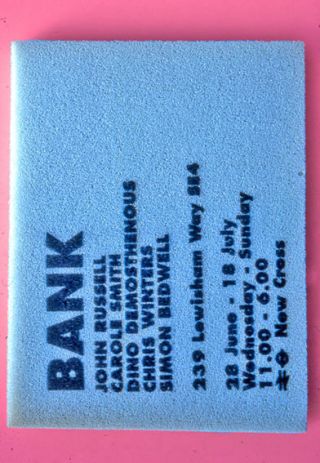 BANK
JOHN RUSSELL
CAROLE SMITH
DINO DEMOSTHENOUS
CHRIS WINTERS
SIMON BEDWELL
239 Lewisham Way SE4
28 June - 18 July
Wednesday - Sunday
11.00 - 6.00
New Cross